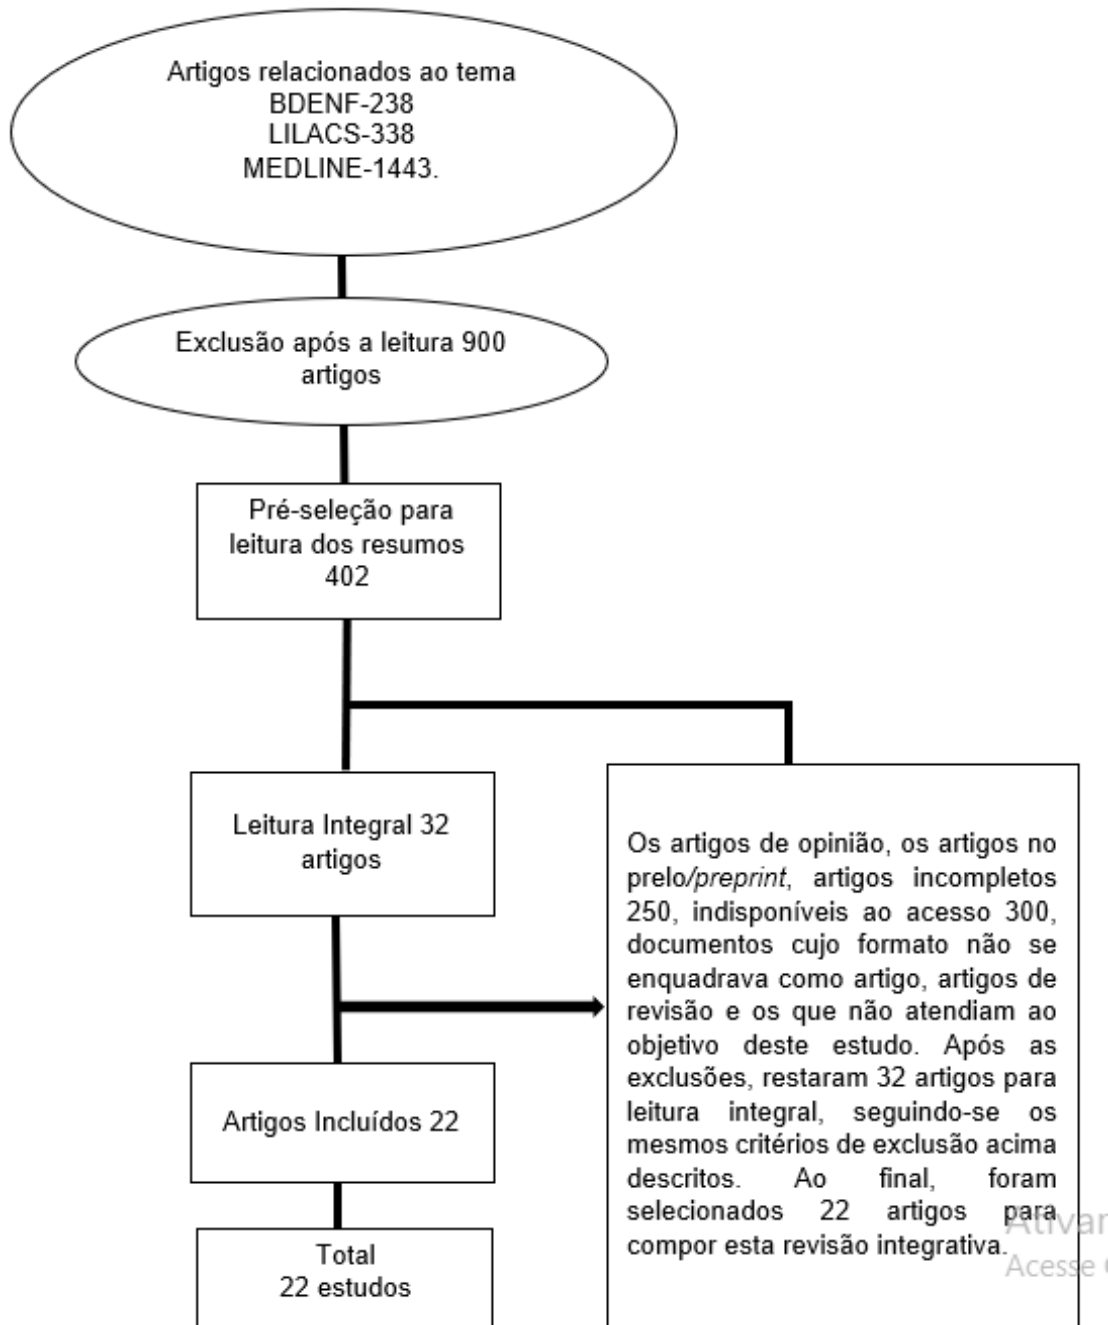 Artigos relacionados ao tema
BDENF-238
LILACS-338
MEDLINE-1443.
Exclusão após a leitura 900
artigos
Pré-seleção para
leitura dos resumos
402
Leitura Integral 32
artigos
Os artigos de opinião, os artigos no
prelo/preprint, artigos incompletos
250, indisponíveis ao acesso 300,
documentos cujo formato não se
enquadrava como artigo, artigos de
revisão e os que não atendiam ao
objetivo deste estudo. Após as
exclusões, restaram 32 artigos para
leitura integral, seguindo-se os
mesmos critérios de exclusão acima
descritos. Ao final, foram
selecionados 22 artigos para
compor esta revisão integrativa.
Artigos Incluídos 22
Total
22 estudos
Ativar
Acesse